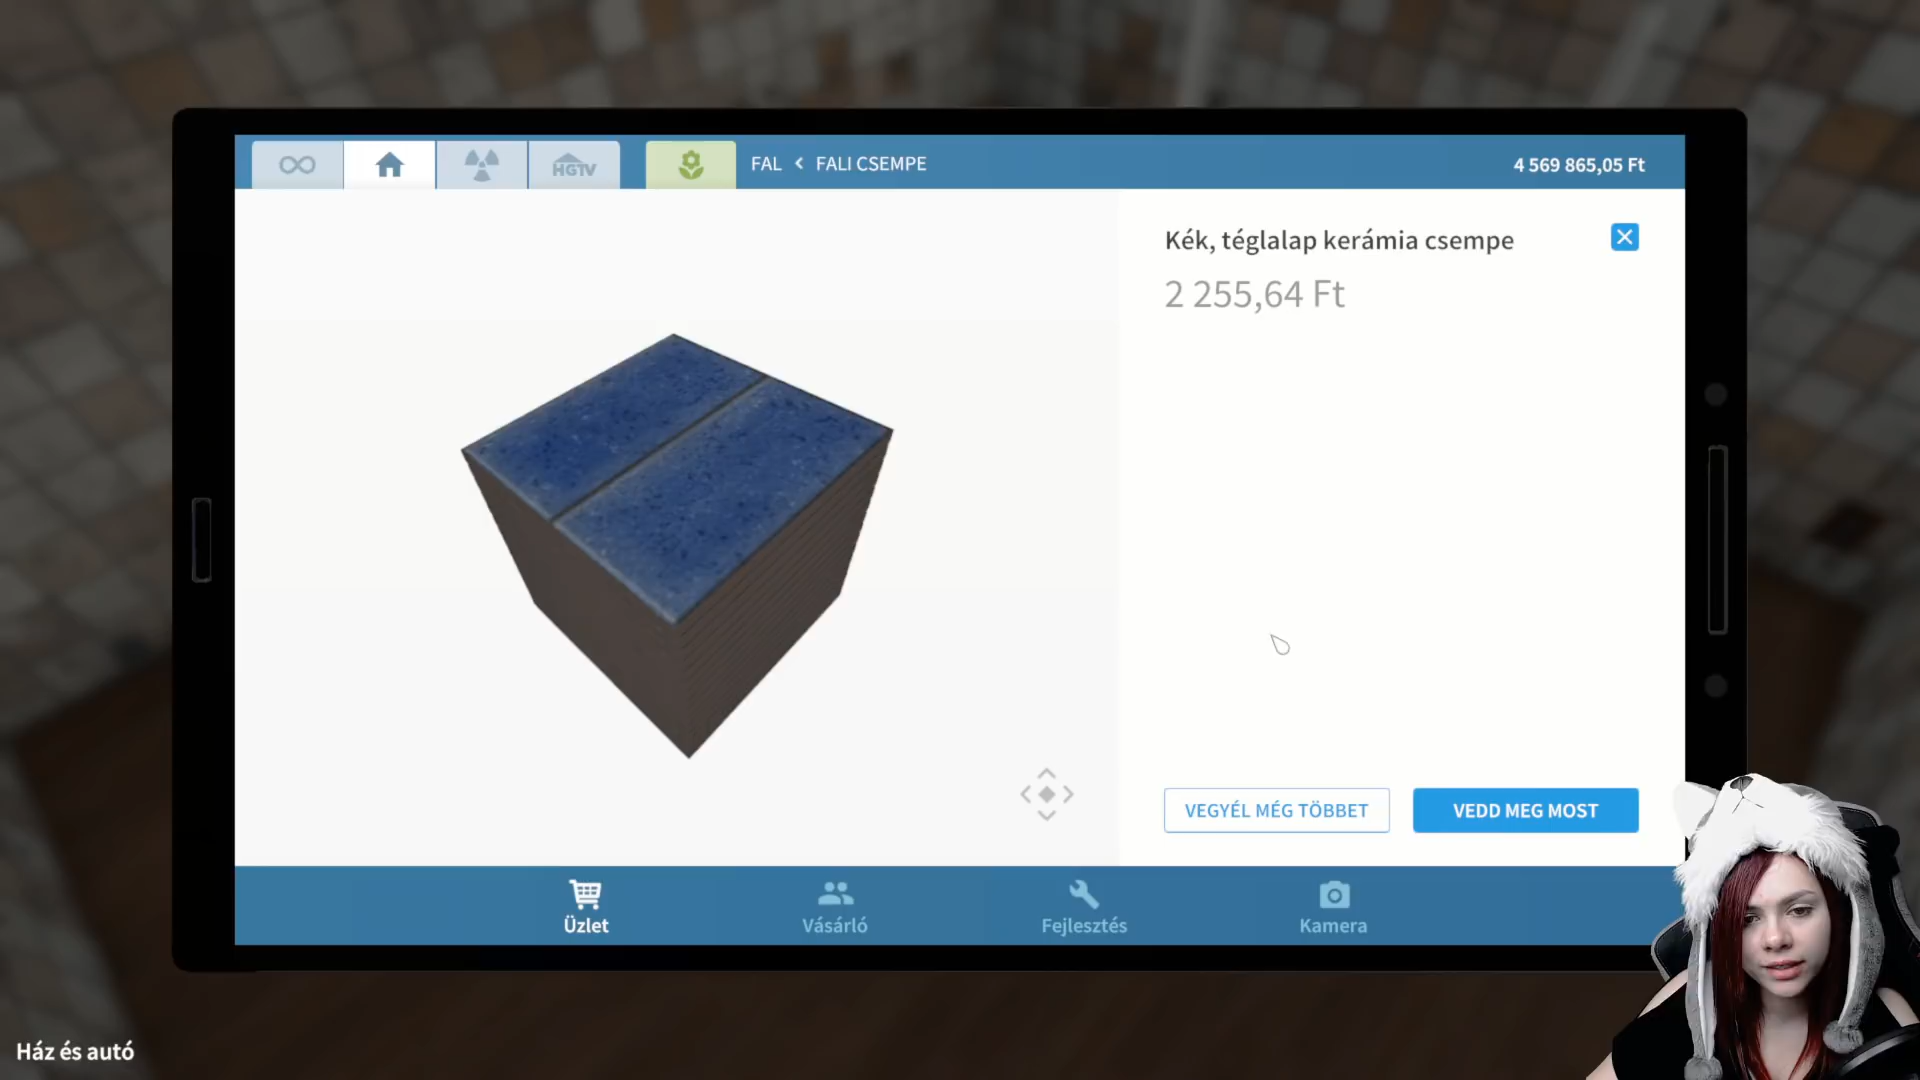 HGTV
FAL < FALI CSEMPE
4 569 865,05 Ft
Kék, téglalap kerámia csempe
2 255,64 Ft
VEGYÉL MÉG TÖBBET
VEDD MEG MOST
Üzlet
Vásárló
Fejlesztés
Kamera
Ház és autó